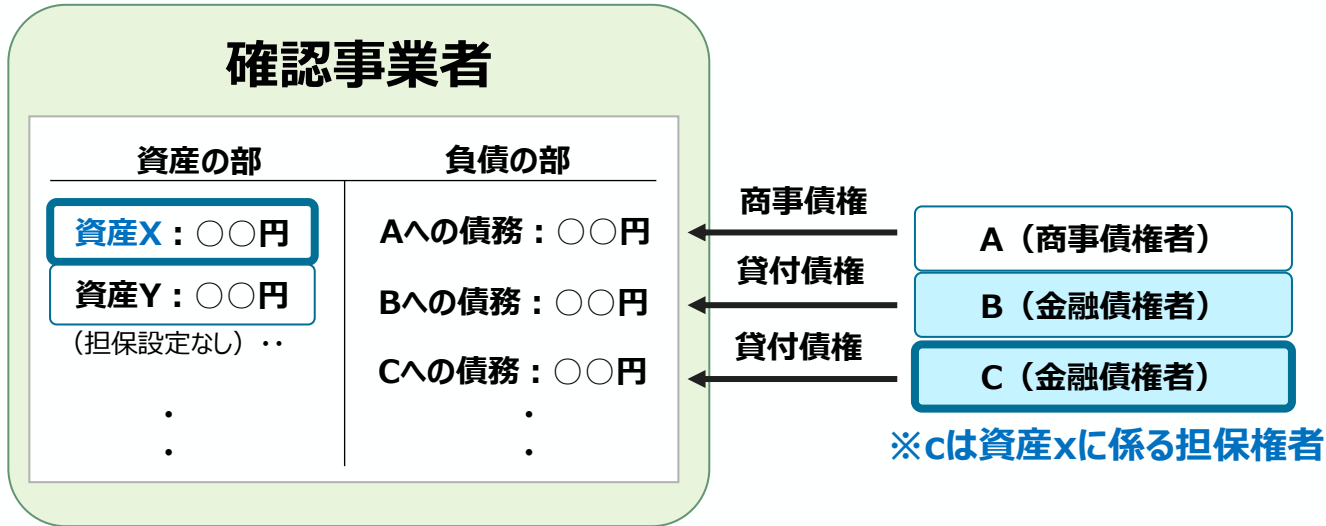 確認事業者
資産の部
負債の部
資産X：○○円
資産Y：○○円
（担保設定なし）・・
・
・
Aへの債務：○○円
Bへの債務：○○円
Cへの債務：○○円
・
・
商事債権
貸付債権
貸付債権
A（商事債権者）
B（金融債権者）
C（金融債権者）
※Cは資産Xに係る担保権者